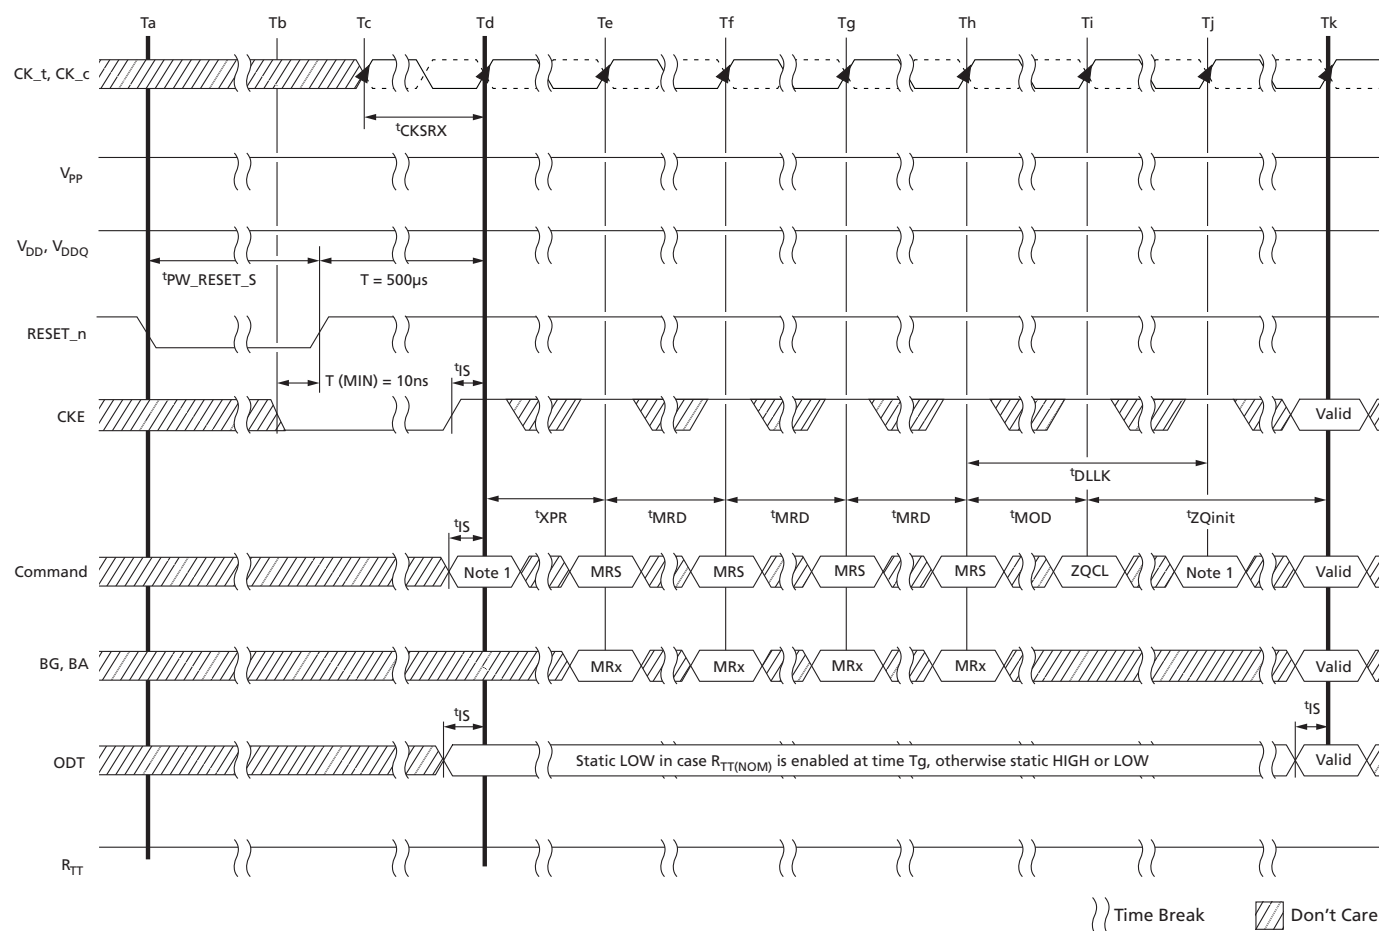 Ta Tb Tc Td Te Tf Tg Th Ti Tj Tk
CK_t, CK_c
tCKSRX
VPP
VDD, VDDQ
tPW_RESET_S T = 500µs
RESET_n
tIS
T (MIN) = 10ns
CKE Valid
tDLLK
tXPR tMRD tMRD tMRD tMOD tZQinit
tIS
Command Note 1 MRS MRS MRS MRS ZQCL Note 1 Valid
BG, BA MRx MRx MRx MRx Valid
tIS tIS
ODT Static LOW in case RTT(NOM) is enabled at time Tg, otherwise static HIGH or LOW Valid
RTT
Time Break Don't Care